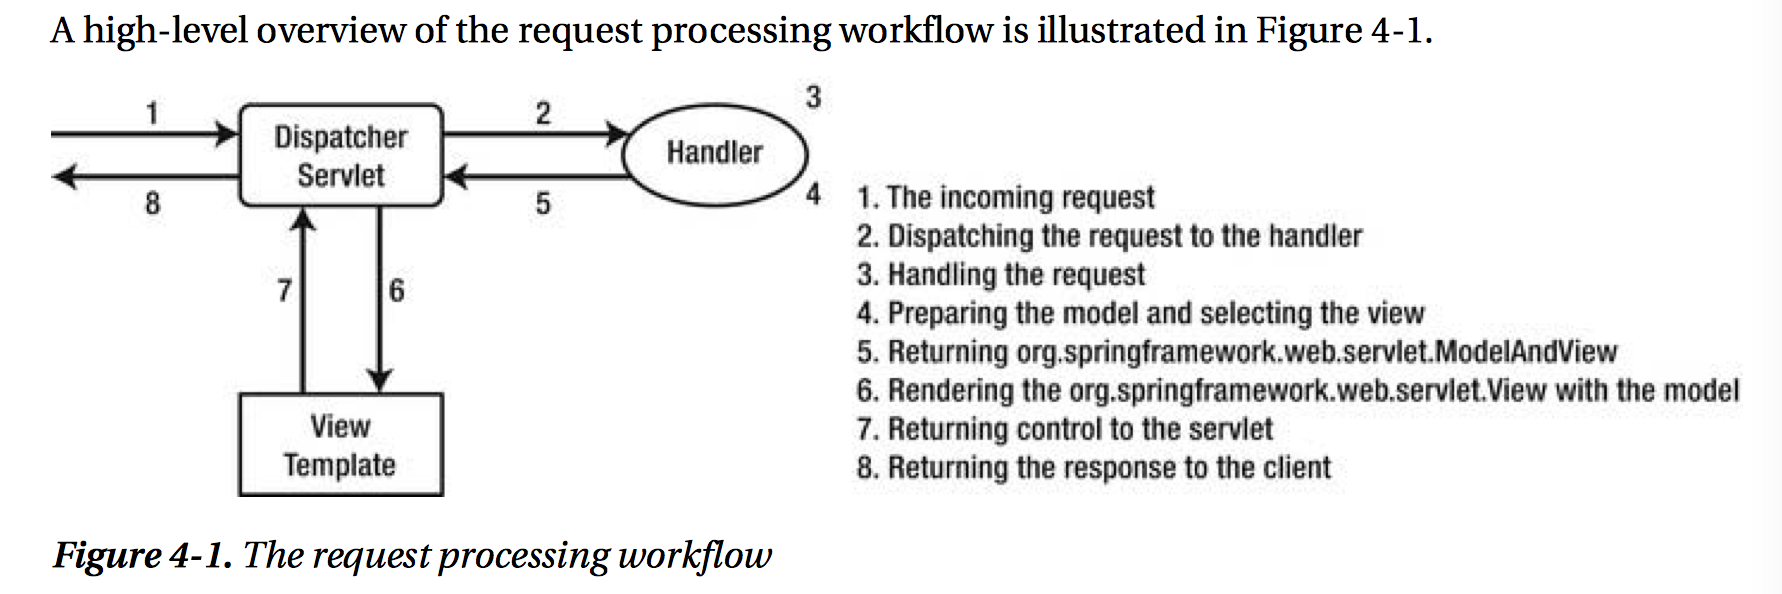 A high-level overview of the request processing workflow is illustrated in Figure 4-1.
1
2
3
Dispatcher
Servlet
Handler
8
5
4
7
6
View
Template
1. The incoming request
2. Dispatching the request to the handler
3. Handling the request
4. Preparing the model and selecting the view
5. Returning org.springframework.web.servlet.ModelAndView
6. Rendering the org.springframework.web.servlet.View with the model
7. Returning control to the servlet
8. Returning the response to the client
Figure 4-1. The request processing workflow